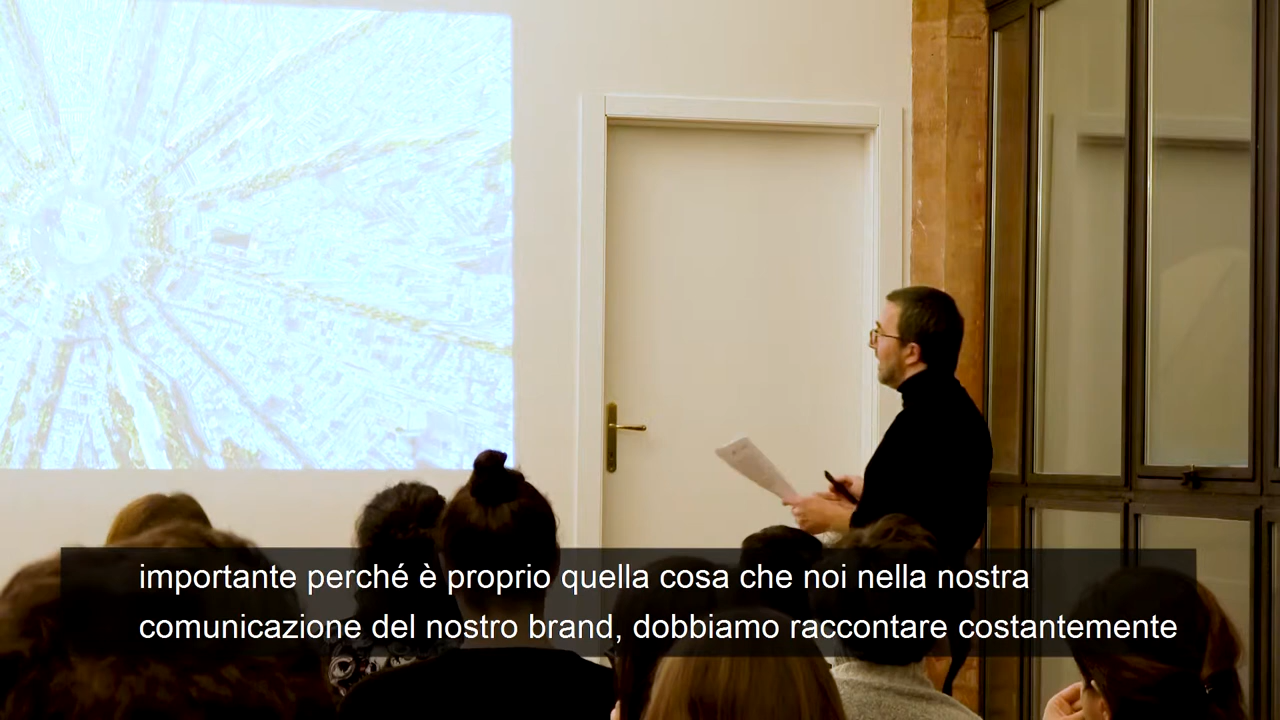 importante perché è proprio quella cosa che noi nella nostra
comunicazione del nostro brand, dobbiamo raccontare costantemente